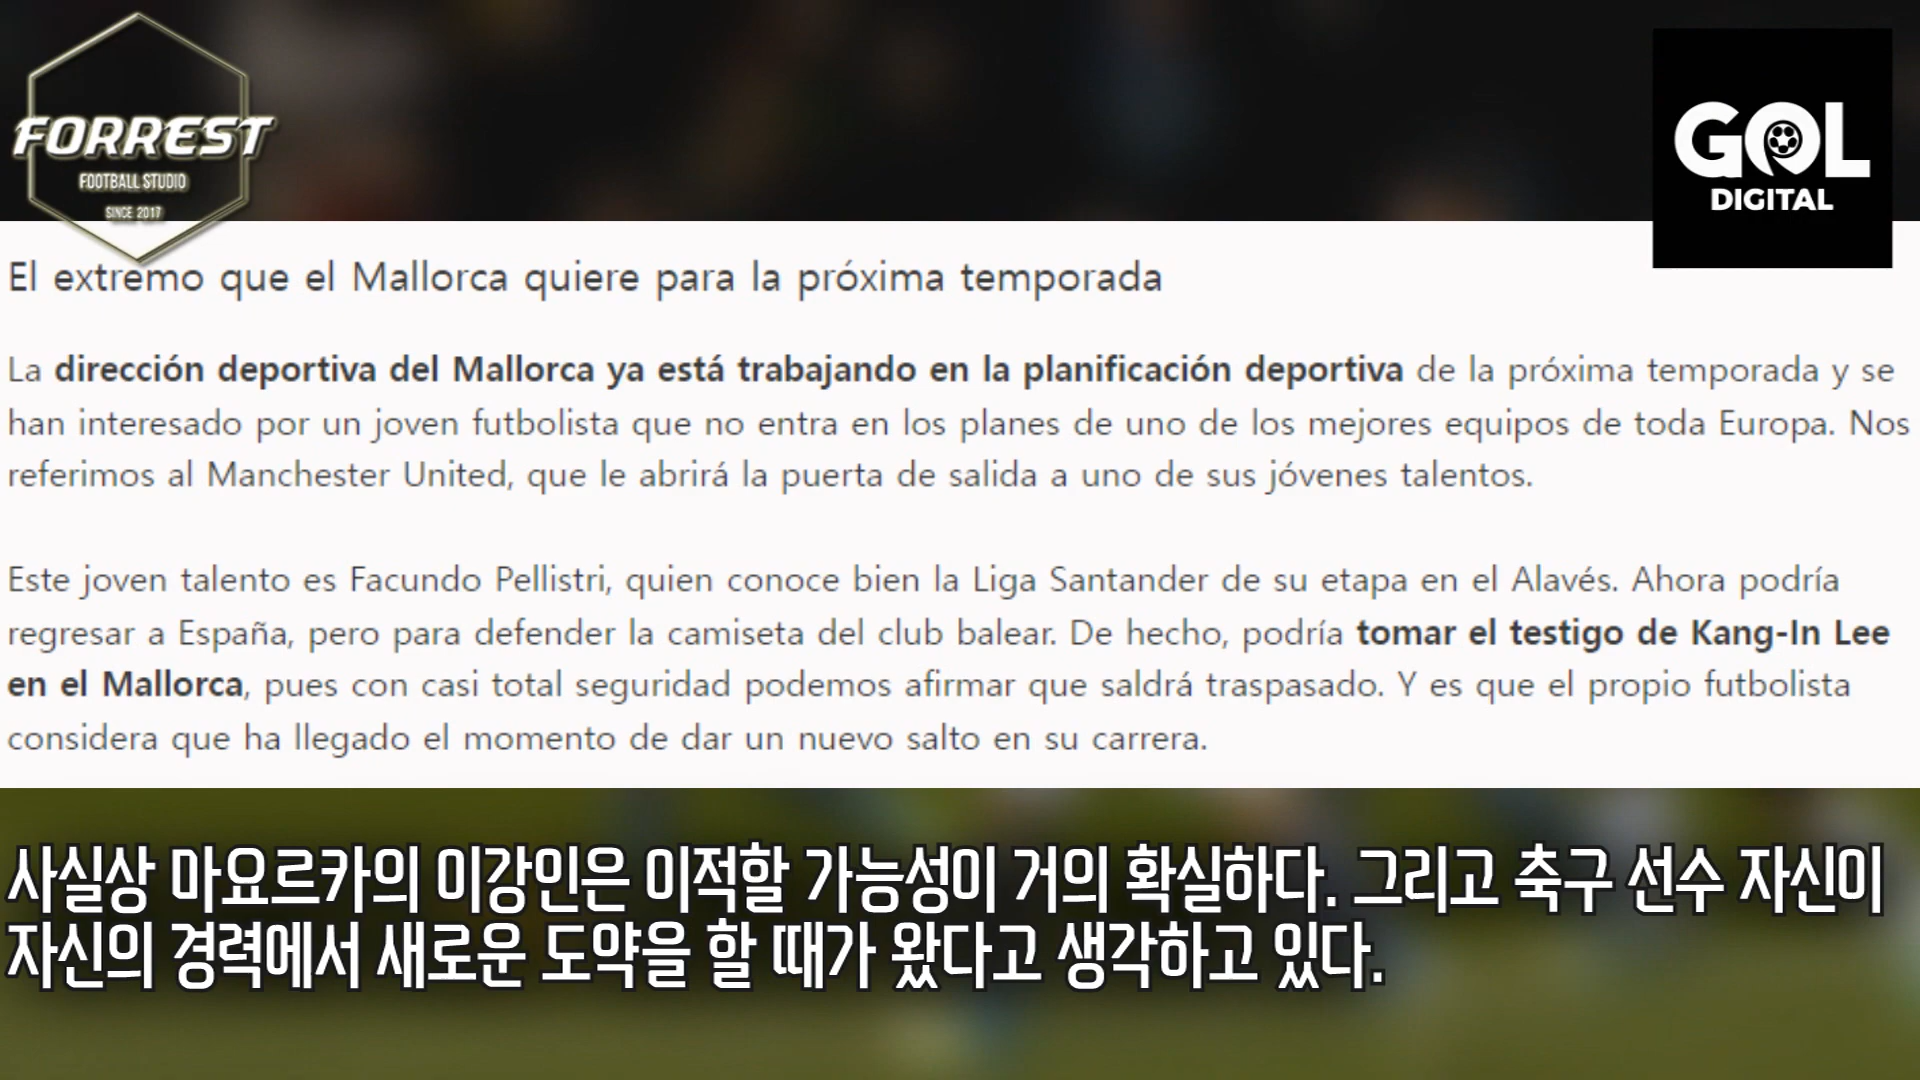 FORREST
FOOTBALL STUDIO
SINCE 2017
GOL
DIGITAL
El extremo que el Mallorca quiere para la próxima temporada
La dirección deportiva del Mallorca ya está trabajando en la planificación deportiva de la próxima temporada y se
han interesado por un joven futbolista que no entra en los planes de uno de los mejores equipos de toda Europa. Nos
referimos al Manchester United, que le abrirá la puerta de salida a uno de sus jóvenes talentos.
Este joven talento es Facundo Pellistri, quien conoce bien la Liga Santander de su etapa en el Alavés. Ahora podría
regresar a España, pero para defender la camiseta del club balear. De hecho, podría tomar el testigo de Kang-In Lee
en el Mallorca, pues con casi total seguridad podemos afirmar que saldrá traspasado. Y es que el propio futbolista
considera que ha llegado el momento de dar un nuevo salto en su carrera.
사실상 마요르카의 이강인은 이적할 가능성이 거의 확실하다. 그리고 축구 선수 자신이
자신의 경력에서 새로운 도약을 할 때가 왔다고 생각하고 있다.